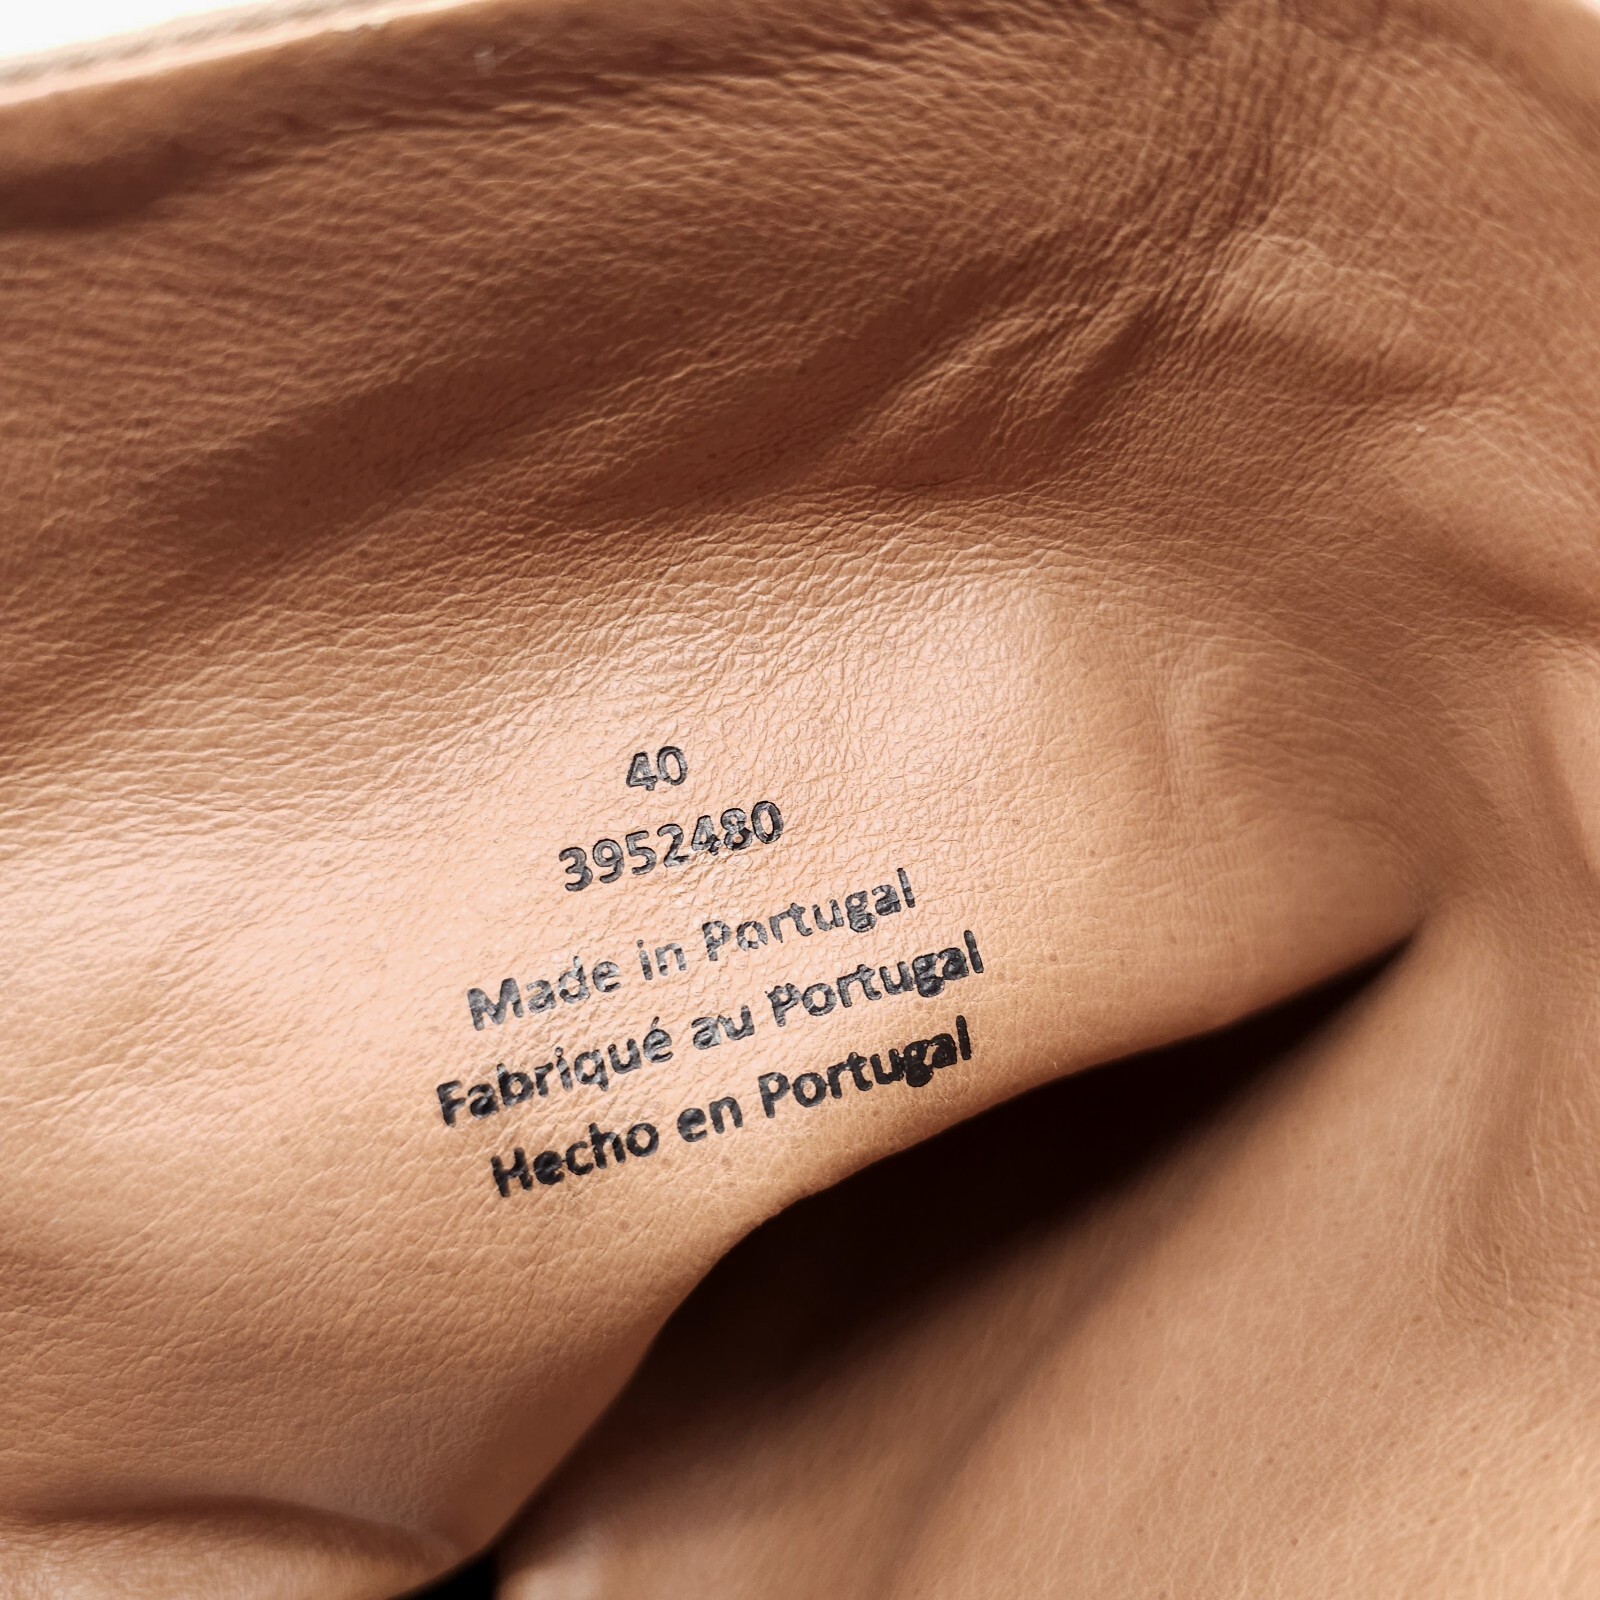 40
3952480
Made in Portugal
Fabriqué au Portugal
Hecho en Portugal